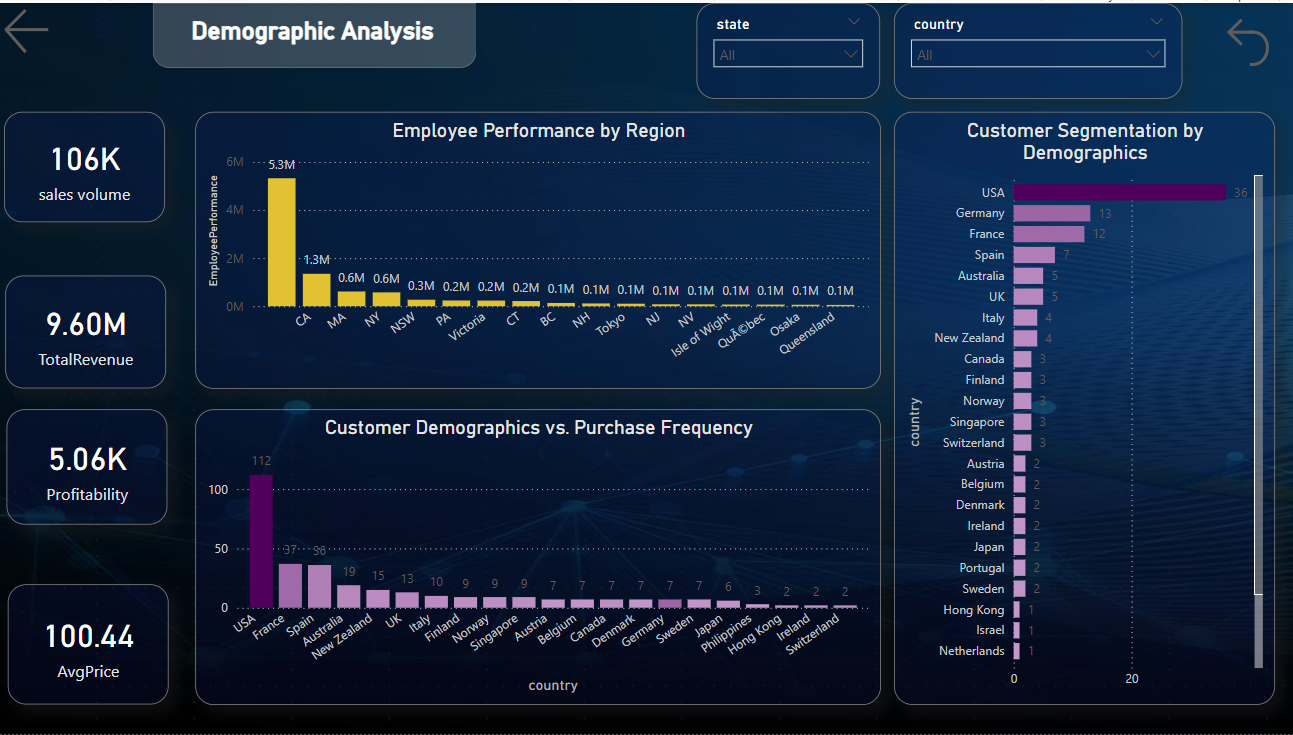 Demographic Analysis
state
All
country
All
106K
sales volume
9.60M
TotalRevenue
5.06K
Profitability
100.44
AvgPrice
Employee Performance by Region
EmployeePerformance
6M
4M
2M
0M
5.3M
1.3M
0.6M
0.6M
0.3M
0.2M
0.2M
0.2M
0.1M
0.1M
0.1M
0.1M
0.1M
0.1M
0.1M
0.1M
0.1M
CA
MA
NY
NSW
PA
Victoria
CT
BC
NH
Tokyo
NJ
NV
Isle of Wight
QuÃ©bec
Osaka
Queensland
Customer Demographics vs. Purchase Frequency
100
50
0
112
37
36
19
15
13
10
9
9
9
7
7
7
7
7
7
6
3
2
2
2
USA
France
Spain
Australia
New Zealand
UK
Italy
Finland
Norway
Singapore
Austria
Belgium
Canada
Denmark
Germany
Sweden
Japan
Philippines
Hong Kong
Ireland
Switzerland
country
Customer Segmentation by
Demographics
country
USA 36
Germany 13
France 12
Spain 7
Australia 5
UK 5
Italy 4
New Zealand 4
Canada 3
Finland 3
Norway 3
Singapore 3
Switzerland 3
Austria 2
Belgium 2
Denmark 2
Ireland 2
Japan 2
Portugal 2
Sweden 2
Hong Kong 1
Israel 1
Netherlands 1
0 20